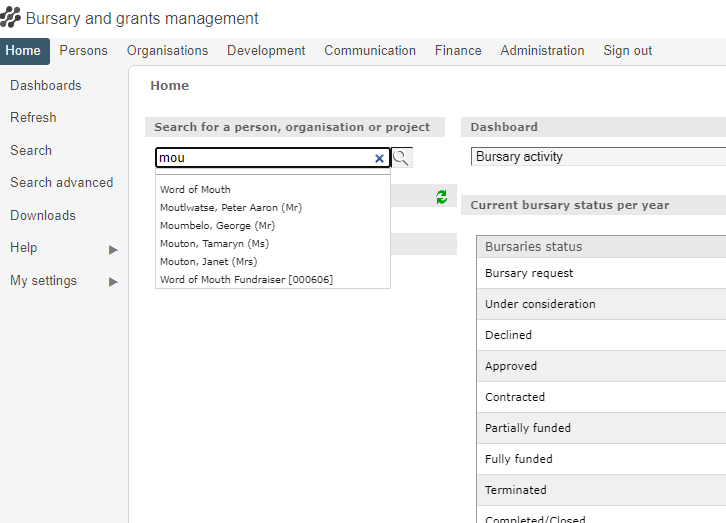 Bursary and grants management
Home Persons Organisations Development Communication Finance Administration Sign out
Dashboards
Refresh
Search
Search advanced
Downloads
Help
My settings
Home
Search for a person, organisation or project
mou
Word of Mouth
Moutlwatse, Peter Aaron (Mr)
Moumbelo, George (Mr)
Mouton, Tamaryn (Ms)
Mouton, Janet (Mrs)
Word of Mouth Fundraiser [000606]
Dashboard
Bursary activity
Current bursary status per year
Bursaries status
Bursary request
Under consideration
Declined
Approved
Contracted
Partially funded
Fully funded
Terminated
Completed/Closed